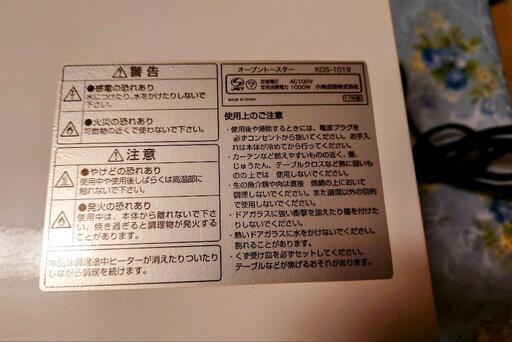 警告
●感電の恐れあり
水につけたり、水をかけたりしないで
下さい。
●火災の恐れあり
可燃物の近くで使わないで下さい。
注意
●やけどの恐れあり
使用中や使用後しばらくは高温部に
触れないで下さい。
●発火の恐れあり
使用中は、本体から離れないで下さ
い。焼き過ぎると調理物が発火する
ことがあります。
本品は調理途中ヒーターが消えたりついたり
しながら調理を続けます。
オーブントースター KOS-1019
定格電圧 AC100V
定格消費電力 1000W 小泉成器株式会社
MADE IN CHINA 17年製
使用上のご注意
・使用後や掃除するときには、電源プラグを
必ずコンセントから抜いてください。お手入
れは本体が冷めてから行ってください。
・カーテンなど燃えやすいものの近く、畳、
じゅうたん、テーブルクロスなど熱に弱いも
のの上では 使用しないでください。
・生の魚介類や肉は直接 焼網の上において
調理しないでください。また調理以外の目的
で使用しないでください。
・ドアガラスに強い衝撃を加えたり傷を付けた
りしないでください。
・熱いドアガラスに水をかけないでください。
割れることがあります。
・くず受け皿を必ずセットしてください。
テーブルなどが焦げるおそれがあります。